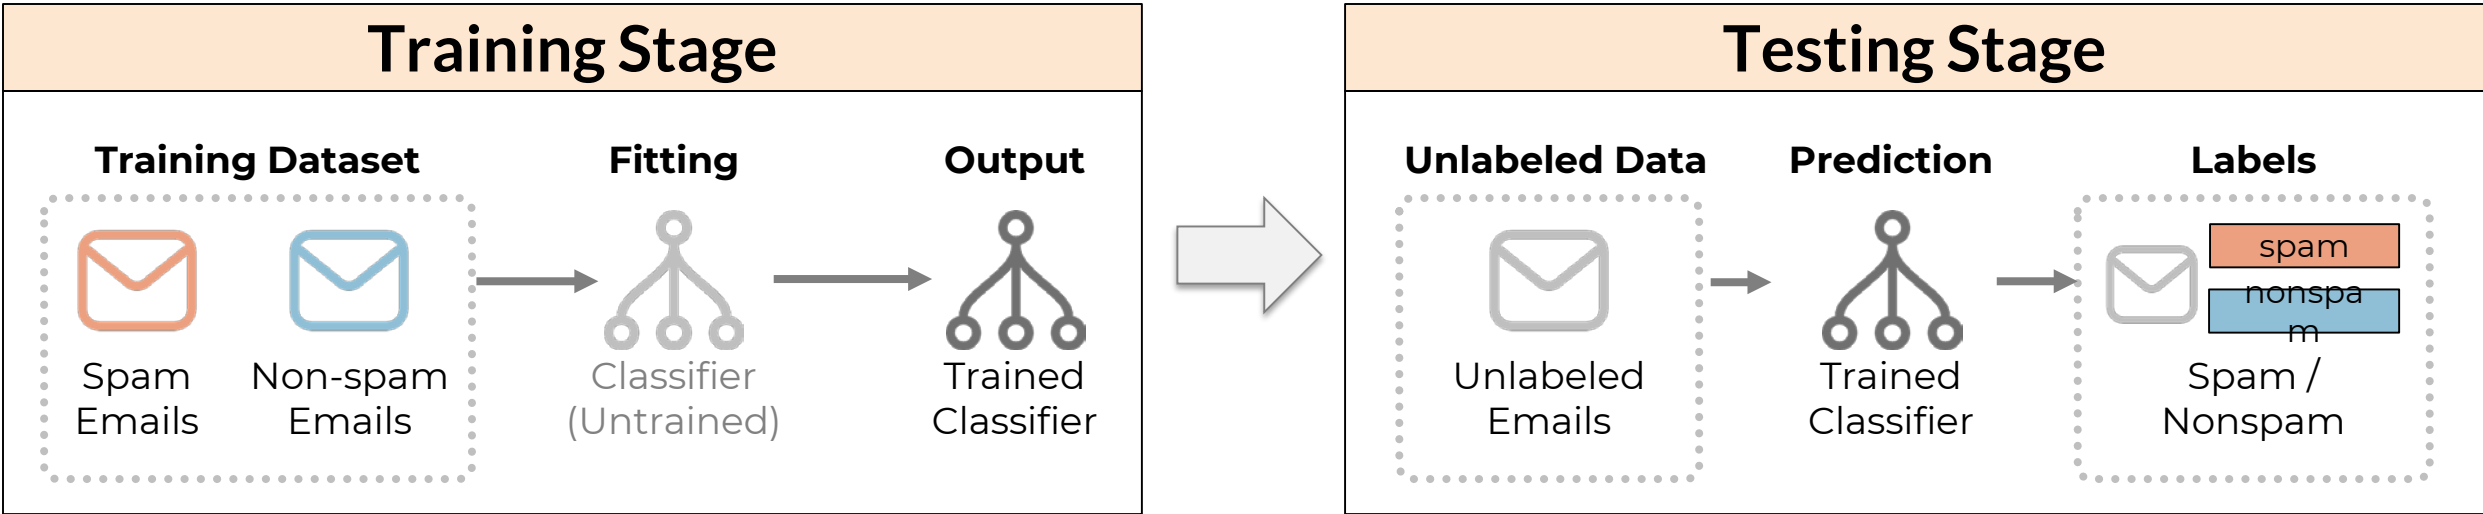 Training Stage
Training Dataset
Fitting
Output
Spam
Emails
Non-spam
Emails
Classifier
(Untrained)
Trained
Classifier
Testing Stage
Unlabeled Data
Prediction
Labels
Unlabeled
Emails
Trained
Classifier
spam
nonspa
m
Spam /
Nonspam